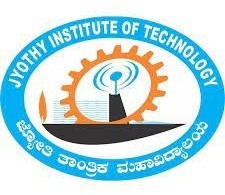 JYOTHY INSTITUTE OF TECHNOLOGY
ಜ್ಯೋತಿ ತಾಂತ್ರಿಕ ಮಹಾವಿದ್ಯಾಲಯ